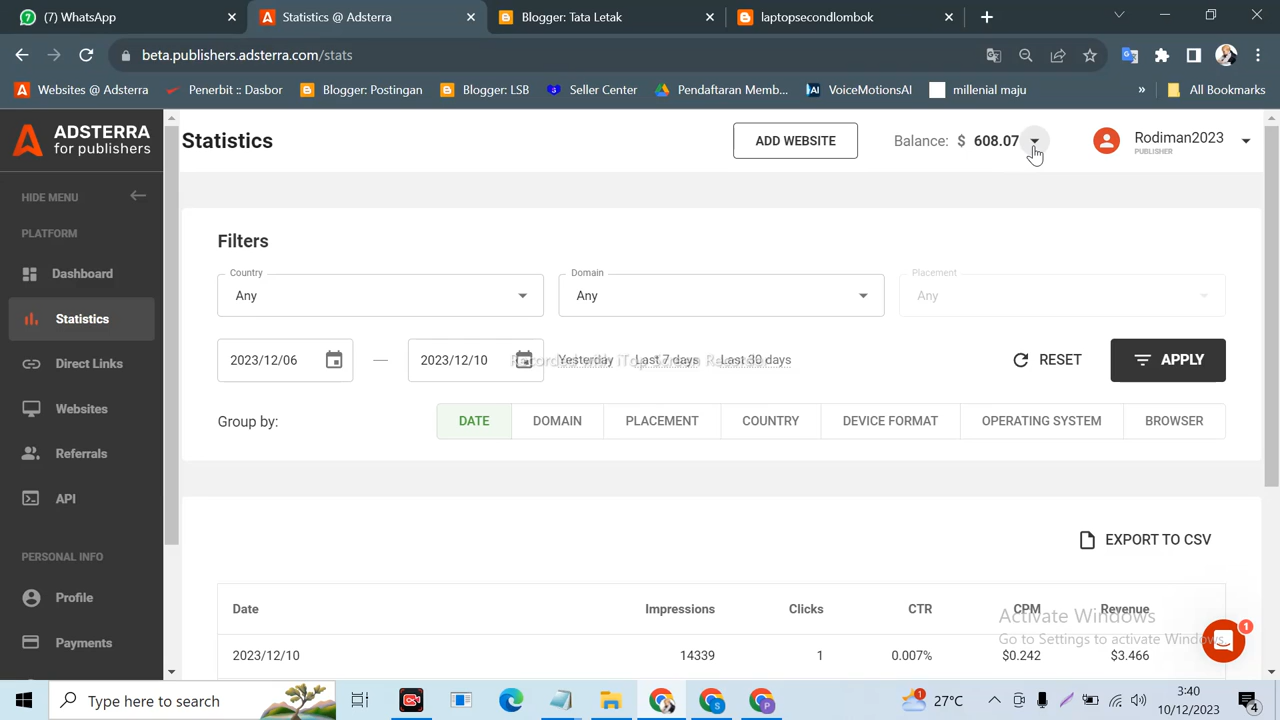 (7) WhatsApp
Statistics @ Adsterra
Blogger: Tata Letak
laptopsecondlombok
beta.publishers.adsterra.com/stats
Websites @ Adsterra
Penerbit :: Dasbor
Blogger: Postingan
Blogger: LSB
Seller Center
Pendaftaran Memb...
VoiceMotionsAI
millenial maju
»
All Bookmarks
ADSTERRA
for publishers
Statistics
ADD WEBSITE
Balance: $ 608.07
Rodiman2023
PUBLISHER
HIDE MENU
PLATFORM
Dashboard
Statistics
Direct Links
Websites
Referrals
API
PERSONAL INFO
Profile
Payments
Filters
Country
Any
Domain
Any
Placement
Any
2023/12/06
—
2023/12/10
Yesterday
Last 7 days
Last 30 days
RESET
APPLY
Group by:
DATE
DOMAIN
PLACEMENT
COUNTRY
DEVICE FORMAT
OPERATING SYSTEM
BROWSER
EXPORT TO CSV
Date Impressions Clicks CTR CPM Revenue
2023/12/10 14339 1 0.007% $0.242 $3.466
Activate Windows
Go to Settings to activate Windows.
1
Type here to search
1
27°C
3:40
10/12/2023
4